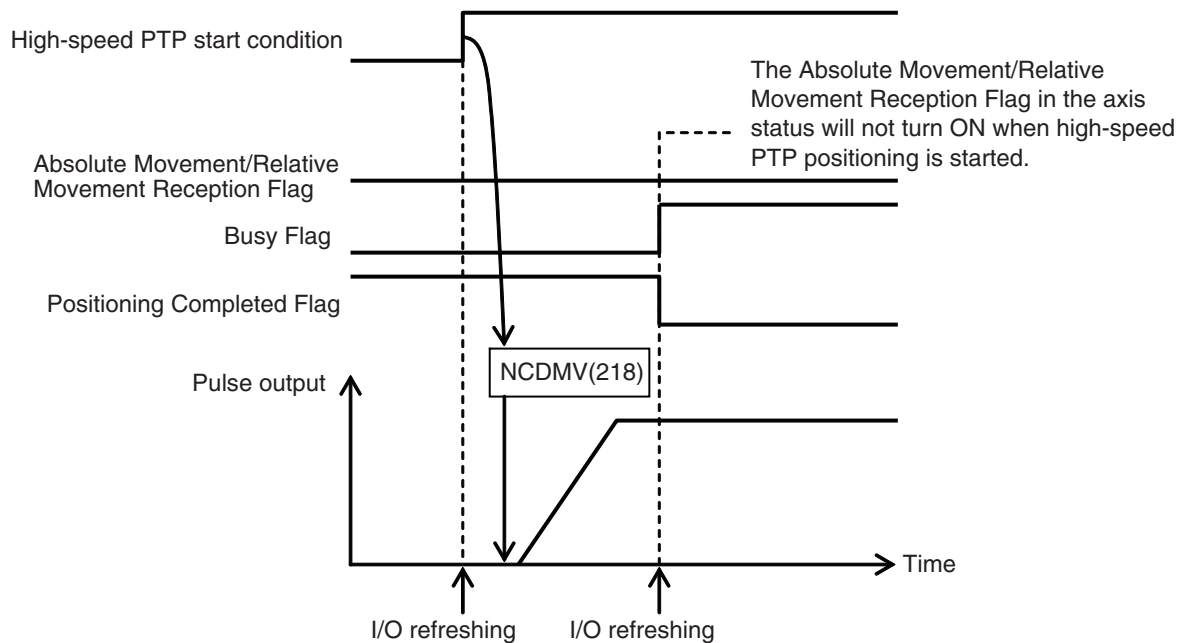 High-speed PTP start condition
The Absolute Movement/Relative
Movement Reception Flag in the axis
status will not turn ON when high-speed
PTP positioning is started.
Absolute Movement/Relative
Movement Reception Flag
Busy Flag
Positioning Completed Flag
NCDMV(218)
Pulse output
Time
I/O refreshing
I/O refreshing